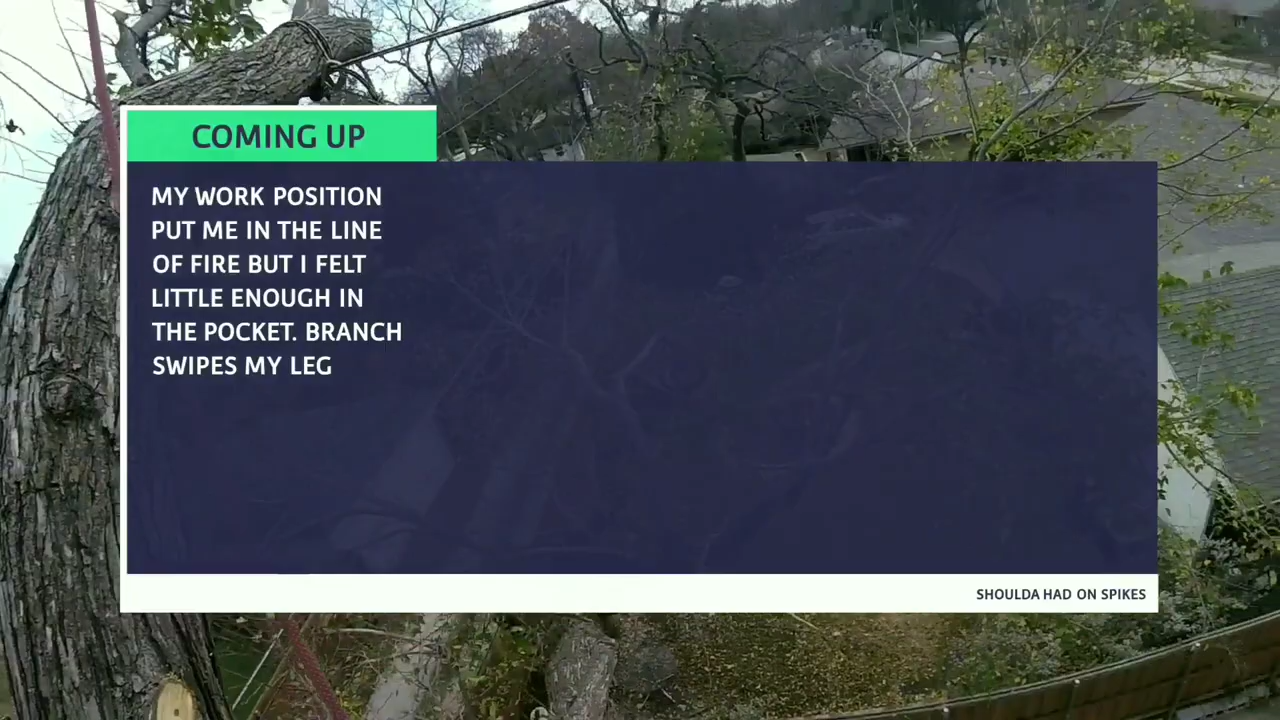 COMING UP
MY WORK POSITION
PUT ME IN THE LINE
OF FIRE BUT I FELT
LITTLE ENOUGH IN
THE POCKET. BRANCH
SWIPES MY LEG
SHOULDA HAD ON SPIKES